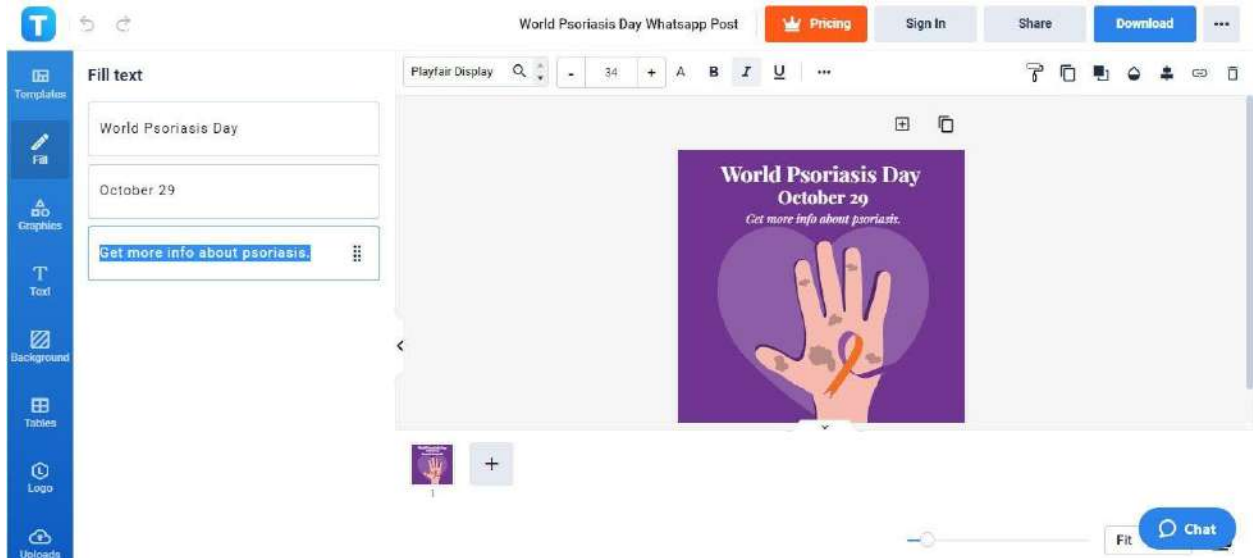 T
World Psoriasis Day Whatsapp Post
Pricing
Sign In
Share
Download
Templates
Fill text
Playfair Display
- 34 +
A B I U
World Psoriasis Day
Fill
October 29
Graphics
Get more info about psoriasis.
T
Text
Background
Tables
Logo
Uploads
World Psoriasis Day
October 29
Get more info about psoriasis.
1
Fit
Chat